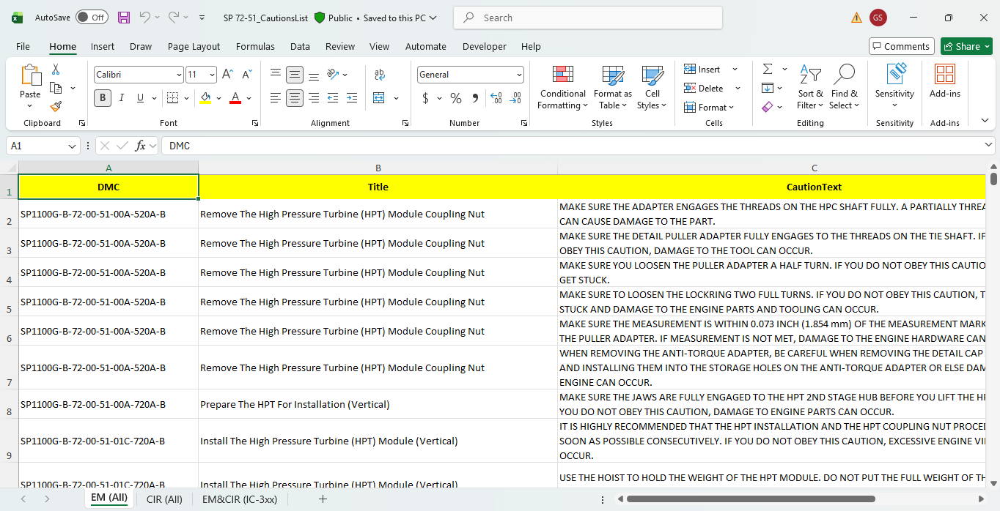 AutoSave Off SP 72-51_CautionsList Public • Saved to this PC Search GS
File Home Insert Draw Page Layout Formulas Data Review View Automate Developer Help Comments Share
Calibri 11 A A ab General Insert
Paste B I U A $ % Conditional Formatting Format as Table Cell Styles Delete Sort & Filter Find & Select Sensitivity Add-ins
Format
Clipboard Font Alignment Number Styles Cells Editing Sensitivity Add-ins
A1 fx DMC
A B C
1 DMC Title CautionText
2 SP1100G-B-72-00-51-00A-520A-B Remove The High Pressure Turbine (HPT) Module Coupling Nut MAKE SURE THE ADAPTER ENGAGES THE THREADS ON THE HPC SHAFT FULLY. A PARTIALLY
CAN CAUSE DAMAGE TO THE PART.
3 SP1100G-B-72-00-51-00A-520A-B Remove The High Pressure Turbine (HPT) Module Coupling Nut MAKE SURE THE DETAIL PULLER ADAPTER FULLY ENGAGES TO THE THREADS ON THE TIE SHAFT. IF
OBEY THIS CAUTION, DAMAGE TO THE TOOL CAN OCCUR.
4 SP1100G-B-72-00-51-00A-520A-B Remove The High Pressure Turbine (HPT) Module Coupling Nut MAKE SURE YOU LOOSEN THE PULLER ADAPTER A HALF TURN. IF YOU DO NOT OBEY THIS
GET STUCK.
5 SP1100G-B-72-00-51-00A-520A-B Remove The High Pressure Turbine (HPT) Module Coupling Nut MAKE SURE TO LOOSEN THE LOCKRING TWO FULL TURNS. IF YOU DO NOT OBEY THIS CAUTION,
STUCK AND DAMAGE TO THE ENGINE PARTS AND TOOLING CAN OCCUR.
6 SP1100G-B-72-00-51-00A-520A-B Remove The High Pressure Turbine (HPT) Module Coupling Nut MAKE SURE THE MEASUREMENT IS WITHIN 0.073 INCH (1.854 mm) OF THE MEASUREMENT MARK
THE PULLER ADAPTER. IF MEASUREMENT IS NOT MET, DAMAGE TO THE ENGINE HARDWARE CAN
7 SP1100G-B-72-00-51-00A-520A-B Remove The High Pressure Turbine (HPT) Module Coupling Nut WHEN REMOVING THE ANTI-TORQUE ADAPTER, BE CAREFUL WHEN REMOVING THE DETAIL CAP
AND INSTALLING THEM INTO THE STORAGE HOLES ON THE ANTI-TORQUE ADAPTER OR ELSE
ENGINE CAN OCCUR.
8 SP1100G-B-72-00-51-00A-720A-B Prepare The HPT For Installation (Vertical) MAKE SURE THE JAWS ARE FULLY ENGAGED TO THE HPT 2ND STAGE HUB BEFORE YOU LIFT THE
YOU DO NOT OBEY THIS CAUTION, DAMAGE TO ENGINE PARTS CAN OCCUR.
9 SP1100G-B-72-00-51-01C-720A-B Install The High Pressure Turbine (HPT) Module (Vertical) IT IS HIGHLY RECOMMENDED THAT THE HPT INSTALLATION AND THE HPT COUPLING NUT
SOON AS POSSIBLE CONSECUTIVELY. IF YOU DO NOT OBEY THIS CAUTION, EXCESSIVE ENGINE
OCCUR.
SP1100G-B-72-00-51-01C-720A-B Install The High Pressure Turbine (HPT) Module (Vertical) USE THE HOIST TO HOLD THE WEIGHT OF THE HPT MODULE. DO NOT PUT THE FULL WEIGHT OF
EM (All) CIR (All) EM&CIR (IC-3xx)